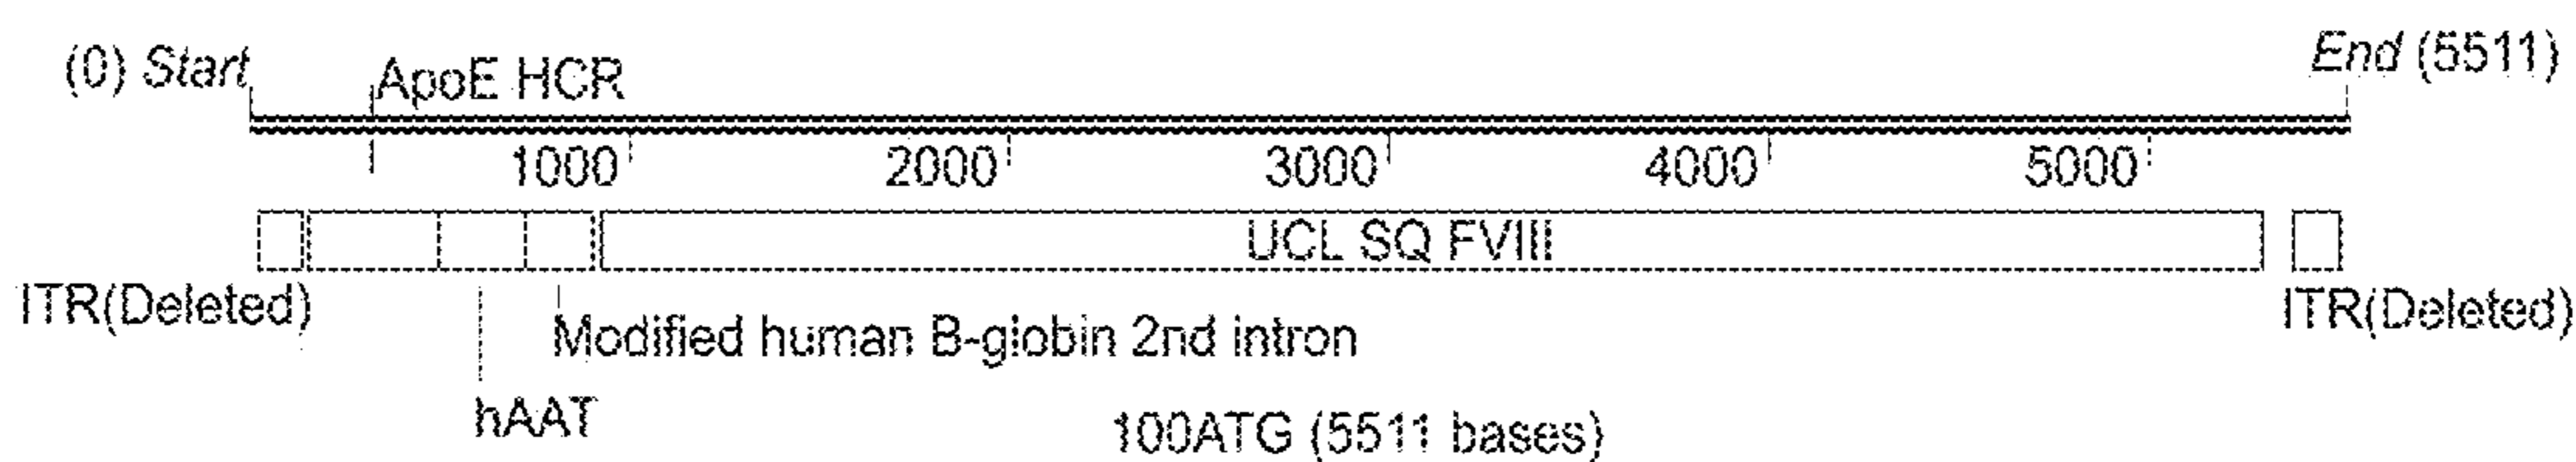 (0) Start
ApoE HCR
End (5511)
1000 2000 3000 4000 5000
UCL SQ FVIII
ITR(Deleted)
ITR(Deleted)
Modified human B-globin 2nd intron
hAAT
100ATG (5511 bases)